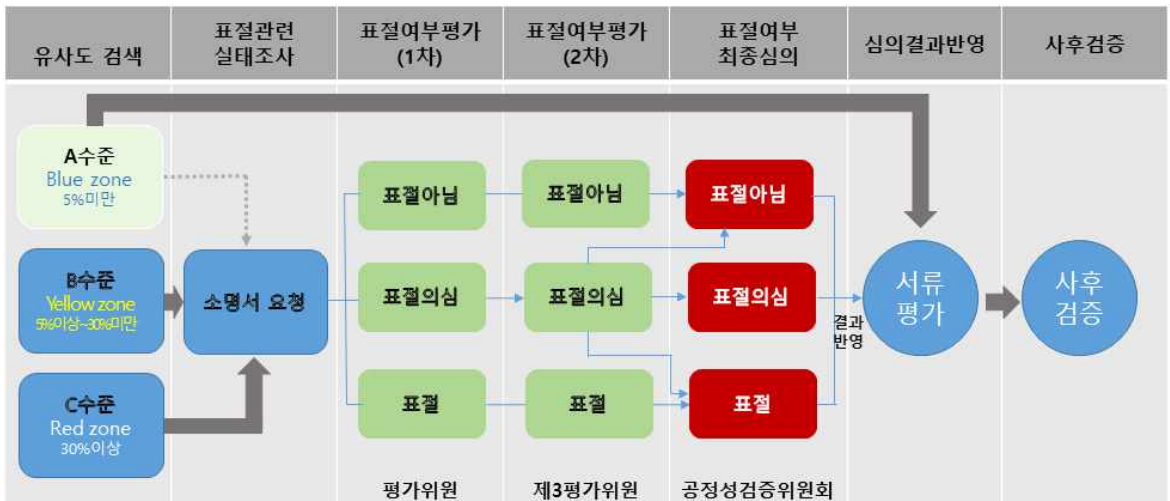 유사도 검색
표절관련
실태조사
표절여부평가
(1차)
표절여부평가
(2차)
표절여부
최종심의
심의결과반영
사후검증
A수준
Blue zone
5%미만
B수준
Yellow zone
5%이상~30%미만
C수준
Red zone
30%이상
소명서 요청
표절아님
표절의심
표절
표절아님
표절의심
표절
표절아님
표절의심
표절
결과
반영
서류
평가
사후
검증
평가위원
제3평가위원
공정성검증위원회